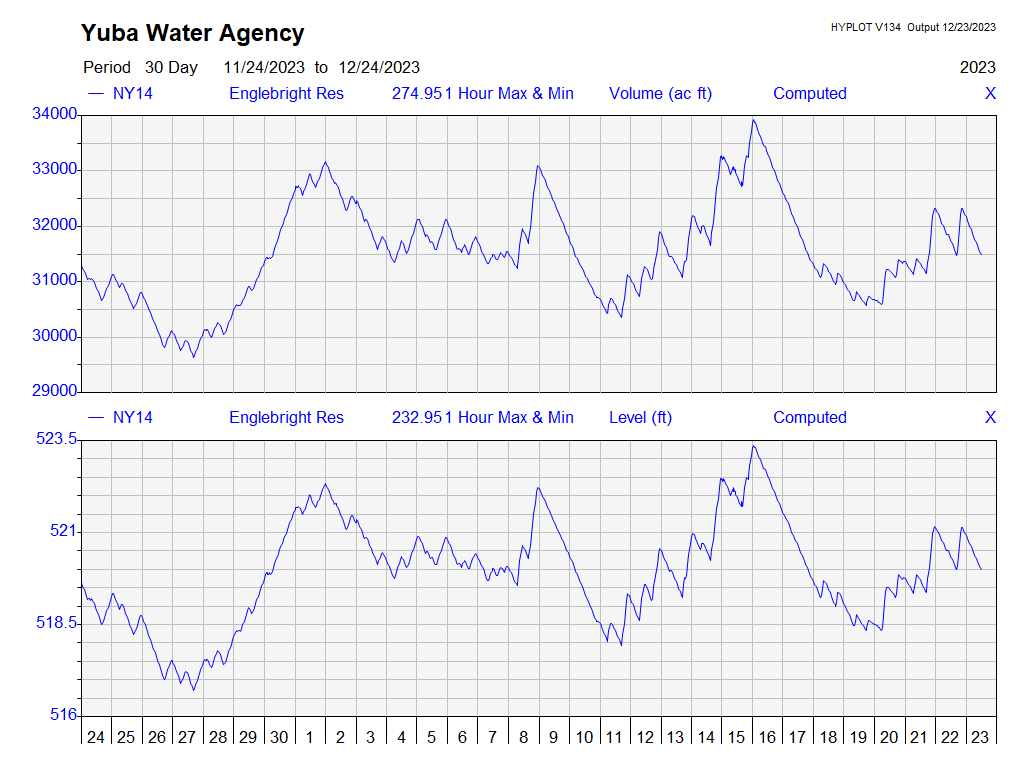 Yuba Water Agency
HYPLOT V134 Output 12/23/2023
Period 30 Day 11/24/2023 to 12/24/2023
2023
NY14 Englebright Res 274.951 Hour Max & Min Volume (ac ft) Computed X
34000
33000
32000
31000
30000
29000
NY14 Englebright Res 232.951 Hour Max & Min Level (ft) Computed X
523.5
521
518.5
516
24 25 26 27 28 29 30 1 2 3 4 5 6 7 8 9 10 11 12 13 14 15 16 17 18 19 20 21 22 23